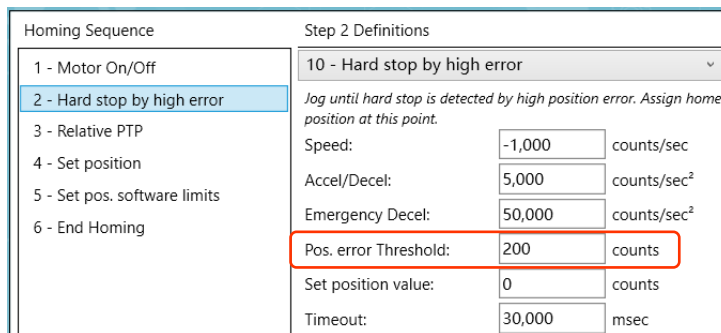 Homing Sequence
1 - Motor On/Off
2 - Hard stop by high error
3 - Relative PTP
4 - Set position
5 - Set pos. software limits
6 - End Homing
Step 2 Definitions
10 - Hard stop by high error
Jog until hard stop is detected by high position error. Assign home
position at this point.
Speed: -1,000 counts/sec
Accel/Decel: 5,000 counts/sec²
Emergency Decel: 50,000 counts/sec²
Pos. error Threshold: 200 counts
Set position value: 0 counts
Timeout: 30,000 msec